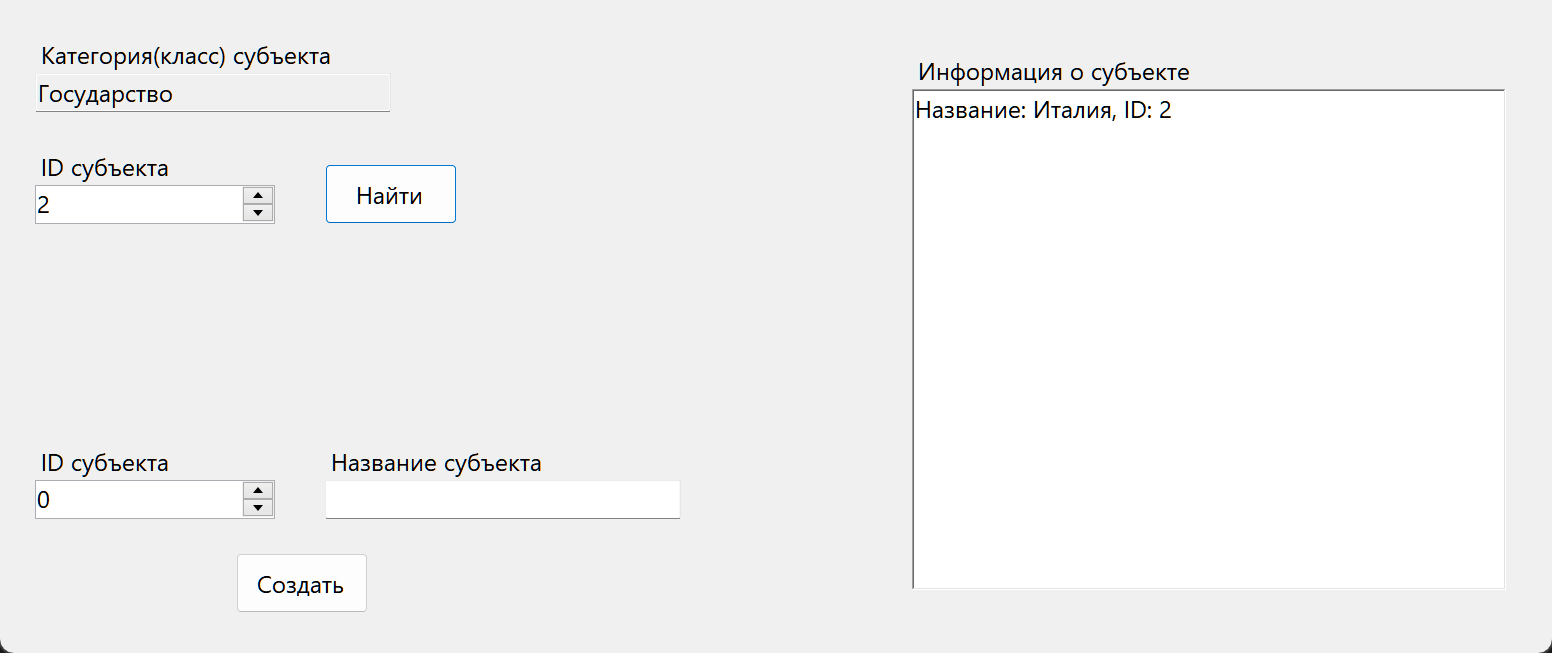 Категория(класс) субъекта
Государство
ID субъекта
2
Найти
ID субъекта
0
Название субъекта
Создать
Информация о субъекте
Название: Италия, ID: 2